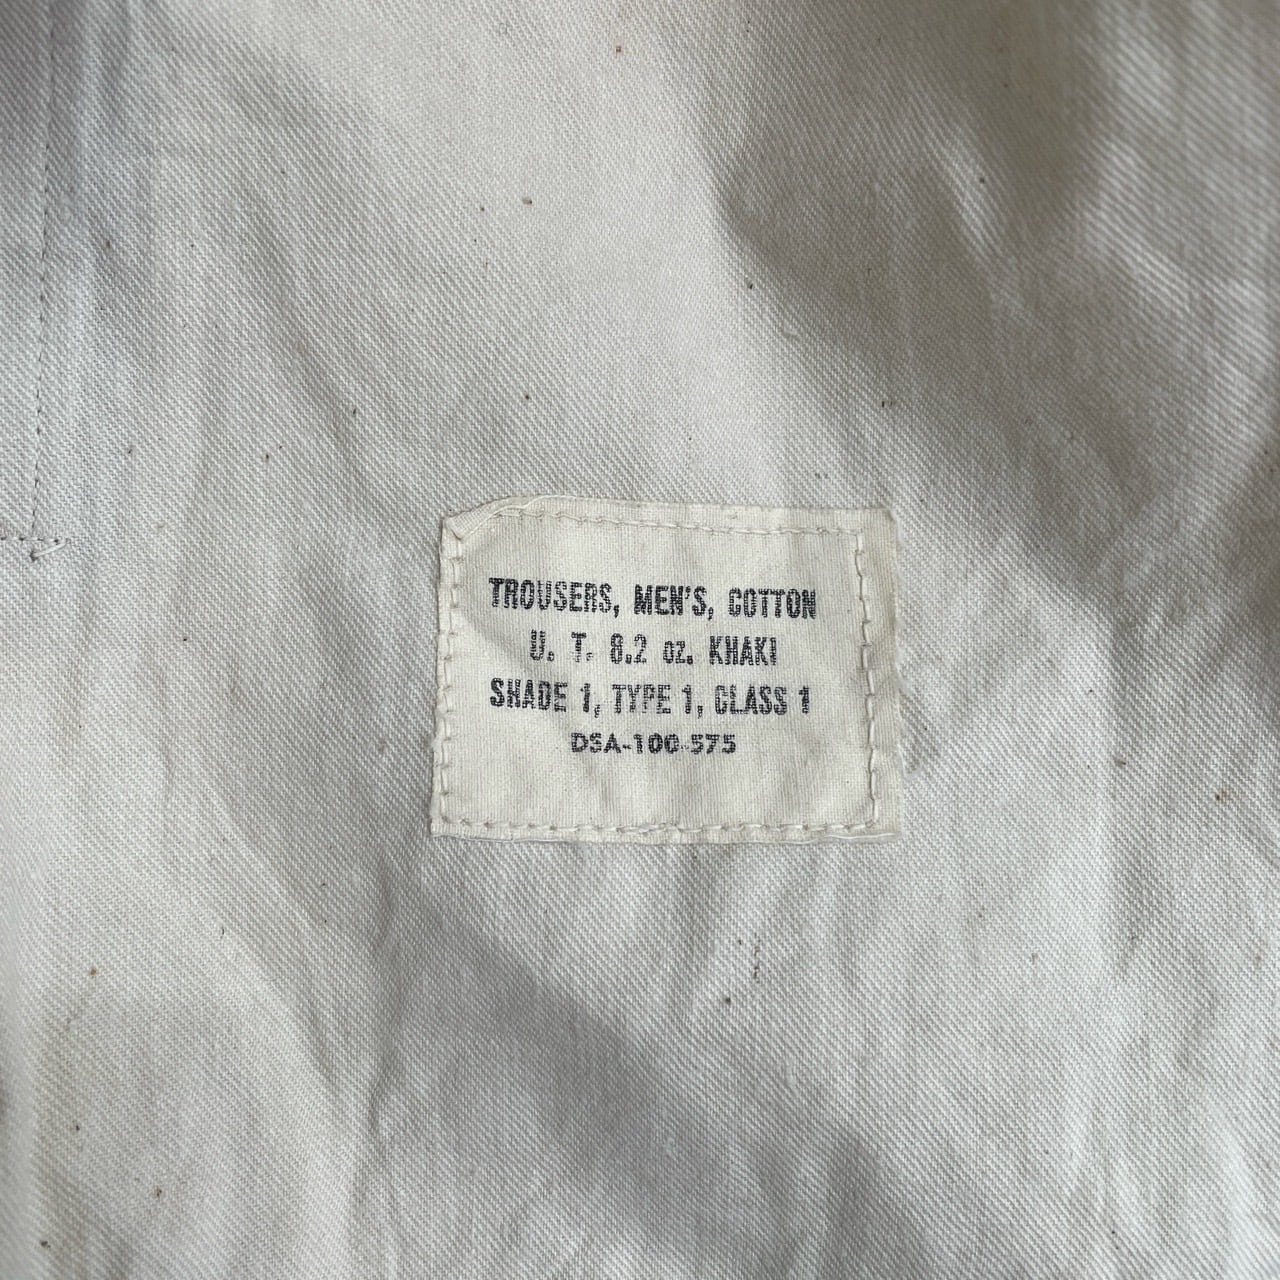 TROUSERS, MEN'S, COTTON
U. T. 8.2 oz. KHAKI
SHADE 1, TYPE 1, CLASS 1
DSA-100-575